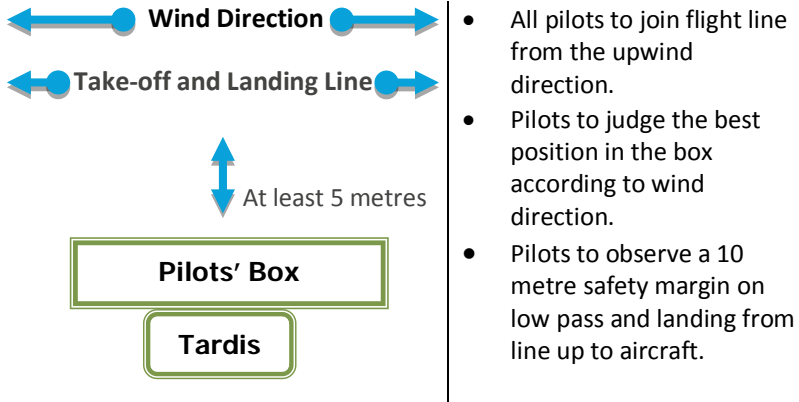 Wind Direction
Take-off and Landing Line
At least 5 metres
Pilots’ Box
Tardis
• All pilots to join flight line
from the upwind
direction.
• Pilots to judge the best
position in the box
according to wind
direction.
• Pilots to observe a 10
metre safety margin on
low pass and landing from
line up to aircraft.